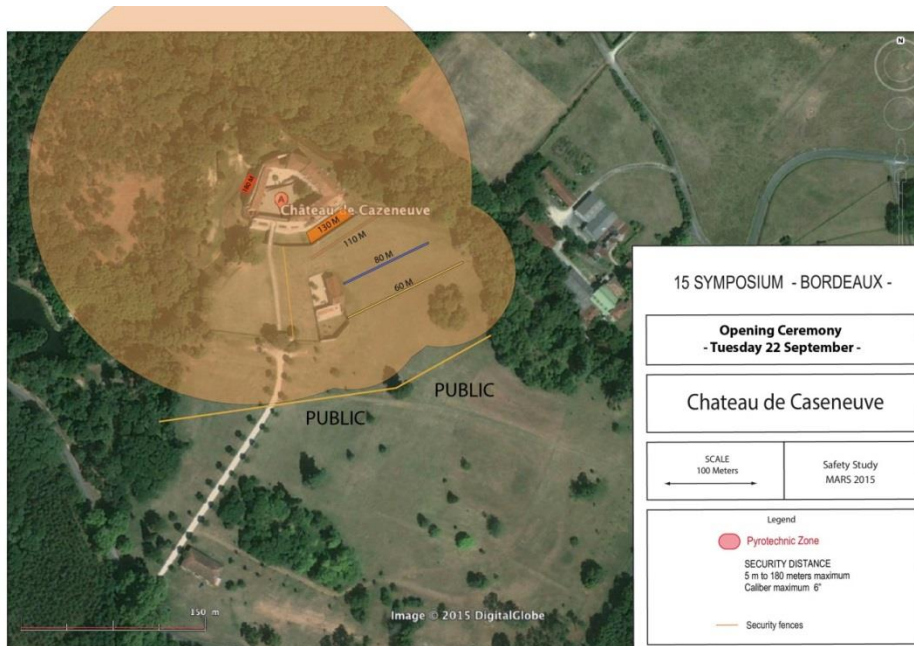 N
180 M
A
Château de Cazeneuve
130 M
110 M
80 M
60 M
PUBLIC
PUBLIC
150 m
Image © 2015 DigitalGlobe
15 SYMPOSIUM - BORDEAUX -
Opening Ceremony
- Tuesday 22 September -
Chateau de Caseneuve
SCALE
100 Meters
Safety Study
MARS 2015
Legend
Pyrotechnic Zone
SECURITY DISTANCE
5 m to 180 meters maximum
Caliber maximum 6"
Security fences